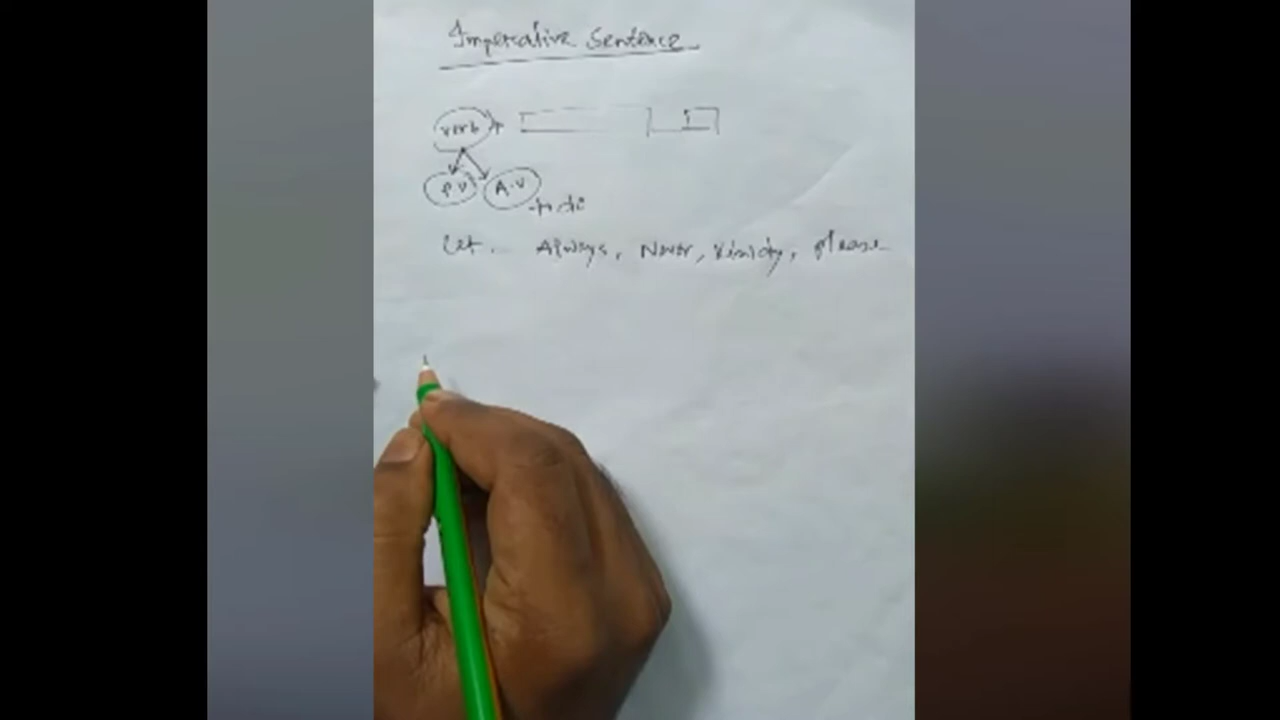 Imperative Sentence
verb +
P.V A.V
Let. Always, Never, Kindly, please